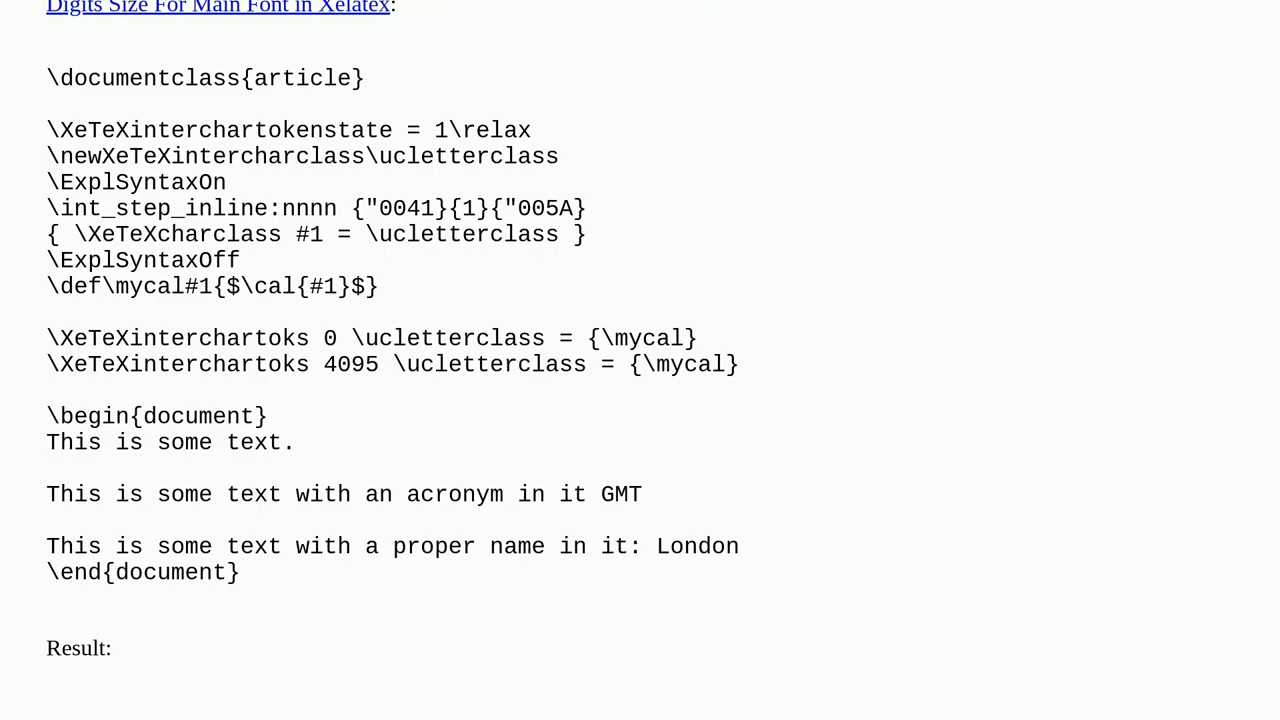 Digits Size For Main Font in Xelatex:
\documentclass{article}
\XeTeXinterchartokenstate = 1\relax
\newXeTeXintercharclass\ucletterclass
\ExplSyntaxOn
\int_step_inline:nnnn {"0041}{1}{"005A}
{ \XeTeXcharclass #1 = \ucletterclass }
\ExplSyntaxOff
\def\mycal#1{$\cal{#1}$}
\XeTeXinterchartoks 0 \ucletterclass = {\mycal}
\XeTeXinterchartoks 4095 \ucletterclass = {\mycal}
\begin{document}
This is some text.
This is some text with an acronym in it GMT
This is some text with a proper name in it: London
\end{document}
Result: